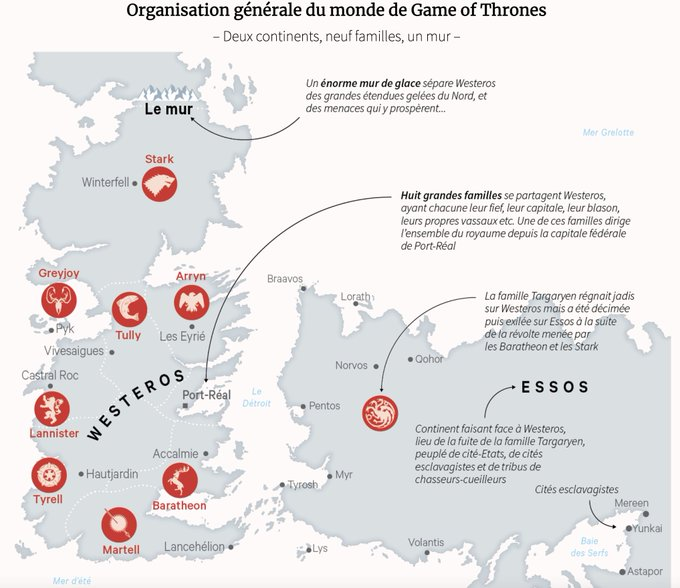 Organisation générale du monde de Game of Thrones
– Deux continents, neuf familles, un mur –
Un énorme mur de glace sépare Westeros
des grandes étendues gelées du Nord, et
des menaces qui y prospèrent...
Le mur
Mer Grelotte
Stark
Winterfell
Huit grandes familles se partagent Westeros,
ayant chacune leur fief, leur capitale, leur blason,
leurs propres vassaux etc. Une de ces familles dirige
l'ensemble du royaume depuis la capitale fédérale
de Port-Réal
Greyjoy
Arryn
Braavos
Lorath
La famille Targaryen régnait jadis
sur Westeros mais a été décimée
puis exilée sur Essos à la suite
de la révolte menée par
les Baratheon et les Stark
Pyk
Tully
Les Eyrié
Vivesaigues
Norvos
Qohor
Castral Roc
WESTEROS
Port-Réal
Le
Détroit
Pentos
ESSOS
Lannister
Continent faisant face à Westeros,
lieu de la fuite de la famille Targaryen,
peuplé de cité-Etats, de cités
esclavagistes et de tribus de
chasseurs-cueilleurs
Accalmie
Hautjardin
Tyrell
Baratheon
Tyrosh
Myr
Cités esclavagistes
Mereen
Yunkai
Martell
Lancehélion
Lys
Volantis
Baie
des Serfs
Astapor
Mer d'été